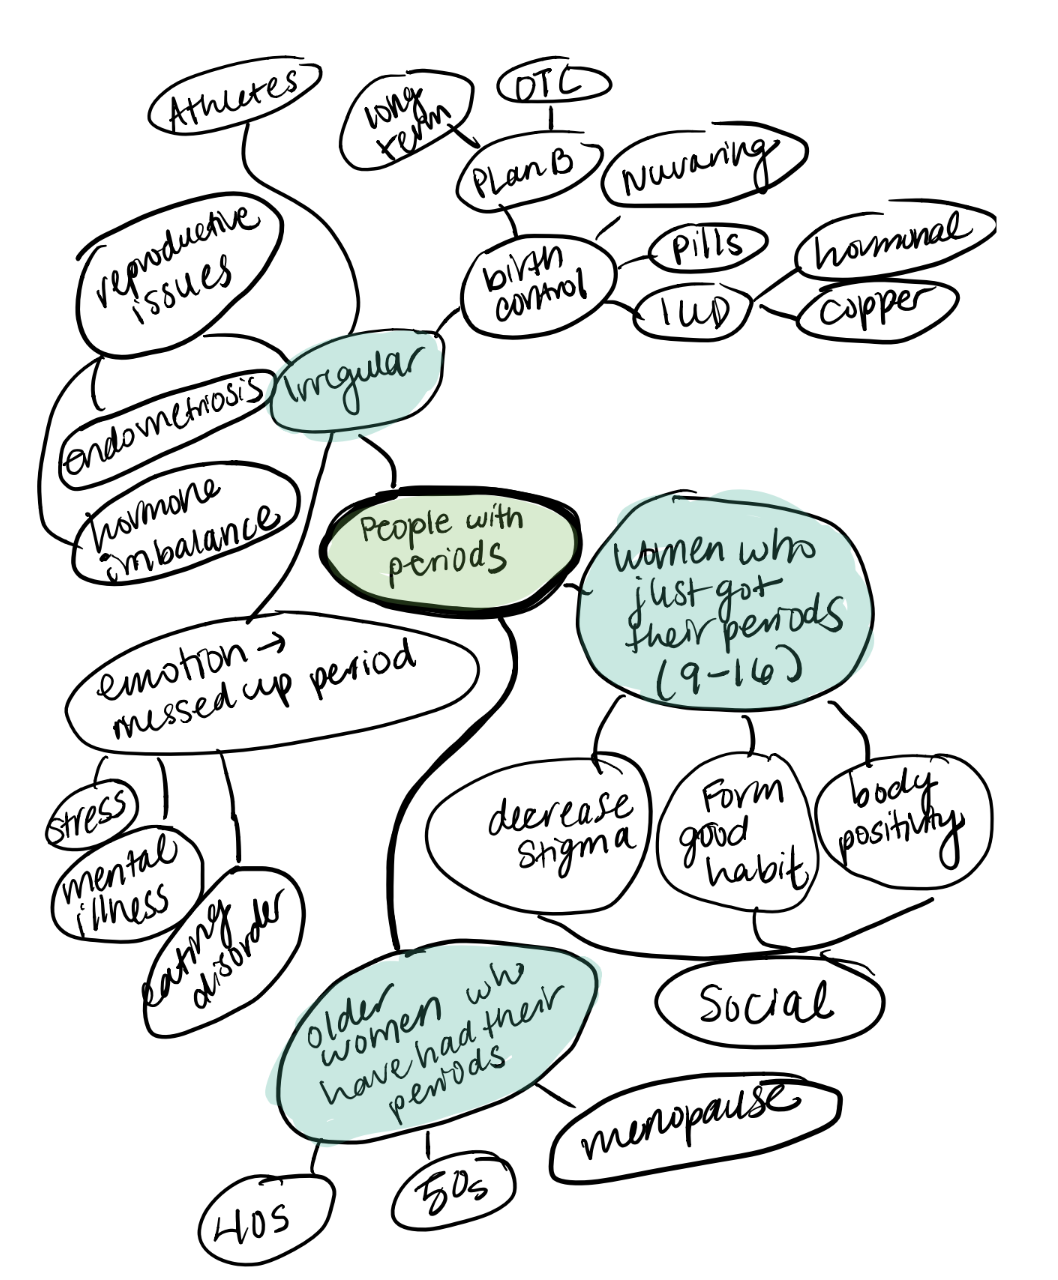 Athletes
long
term
OTC
Plan B
Nuvaring
reproductive
issues
birth
control
pills
IUD
hormonal
copper
Irregular
endometriosis
hormone
imbalance
People with
periods
women who
just got
their periods
(9-16)
emotion →
messed up period
stress
mental
illness
eating
disorder
decrease
stigma
Form
good
habit
body
positivity
Social
older
women who
have had their
periods
menopause
40s
50s